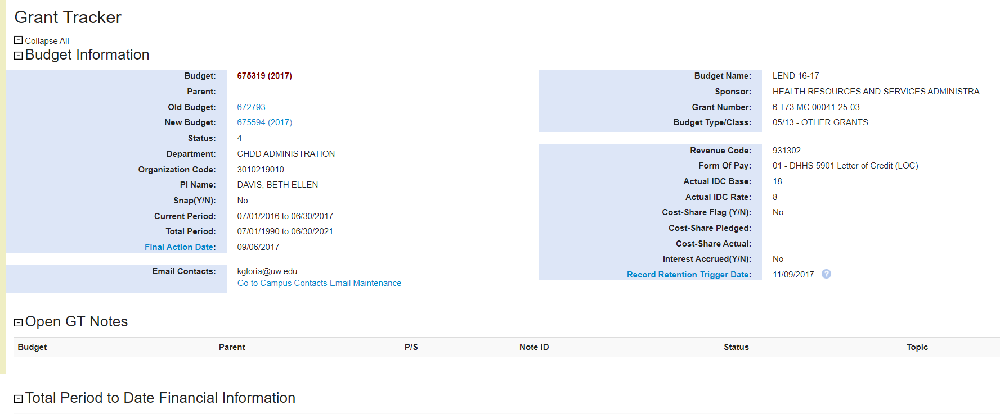 Grant Tracker
Collapse All
Budget Information
Budget: 675319 (2017)
Parent:
Old Budget: 672793
New Budget: 675594 (2017)
Status: 4
Department: CHDD ADMINISTRATION
Organization Code: 3010219010
PI Name: DAVIS, BETH ELLEN
Snap(Y/N): No
Current Period: 07/01/2016 to 06/30/2017
Total Period: 07/01/1990 to 06/30/2021
Final Action Date: 09/06/2017
Email Contacts: kgloria@uw.edu
Go to Campus Contacts Email Maintenance
Budget Name: LEND 16-17
Sponsor: HEALTH RESOURCES AND SERVICES ADMINISTRA
Grant Number: 6 T73 MC 00041-25-03
Budget Type/Class: 05/13 - OTHER GRANTS
Revenue Code: 931302
Form Of Pay: 01 - DHHS 5901 Letter of Credit (LOC)
Actual IDC Base: 18
Actual IDC Rate: 8
Cost-Share Flag (Y/N): No
Cost-Share Pledged:
Cost-Share Actual:
Interest Accrued(Y/N): No
Record Retention Trigger Date: 11/09/2017 ?
Open GT Notes
Budget Parent P/S Note ID Status Topic
Total Period to Date Financial Information